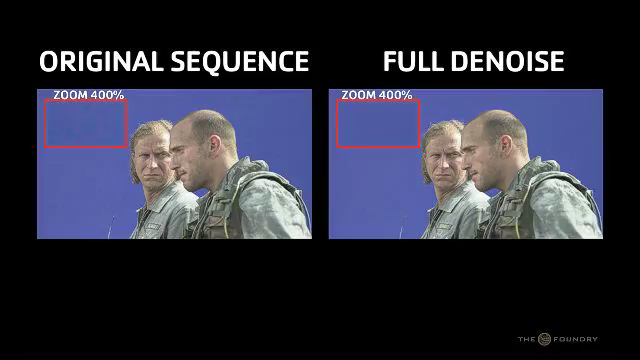 ORIGINAL SEQUENCE
FULL DENOISE
ZOOM 400%
ZOOM 400%
THE FOUNDRY